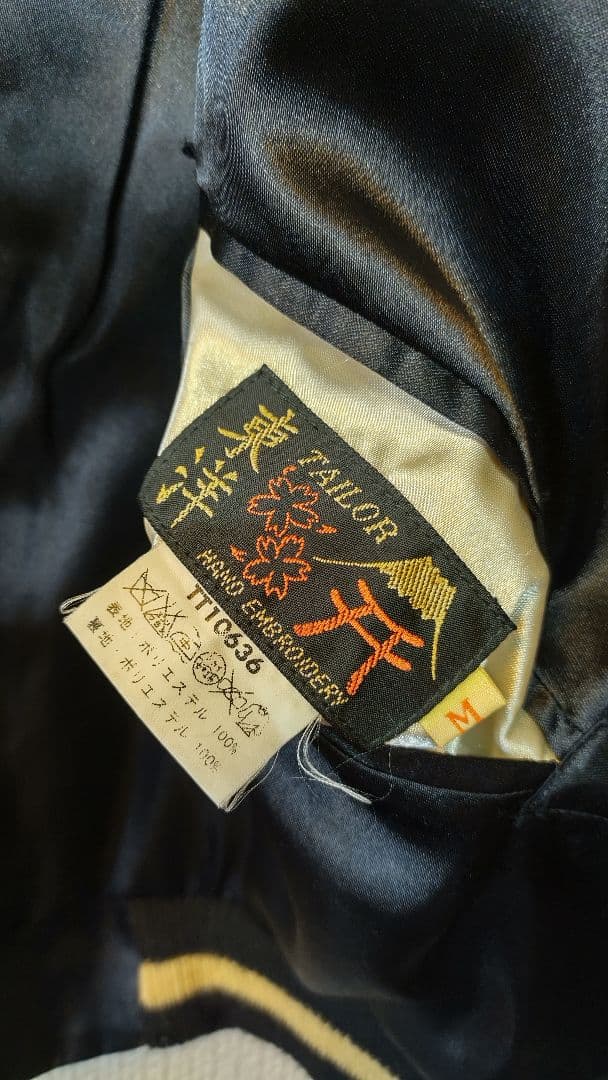 東洋
TAILOR
HAND EMBROIDERY
M
TT10636
表地:ポリエステル 100%
裏地:ポリエステル 100%